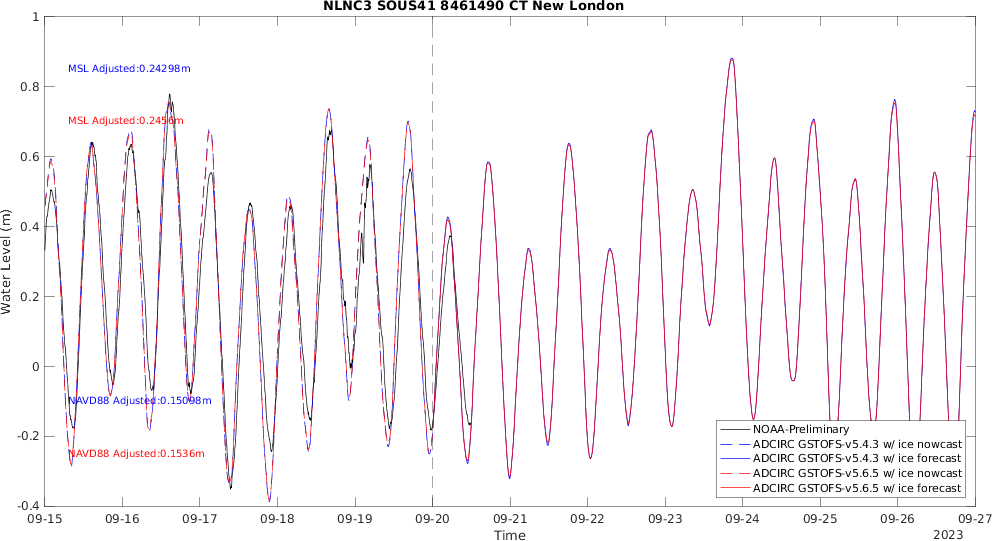 NLNC3 SOUS41 8461490 CT New London
1
0.8
0.6
0.4
0.2
0
-0.2
-0.4
Water Level (m)
MSL Adjusted:0.24298m
MSL Adjusted:0.2456m
NAVD88 Adjusted:0.15098m
NAVD88 Adjusted:0.1536m
NOAA-Preliminary
ADCIRC GSTOFS-v5.4.3 w/ ice nowcast
ADCIRC GSTOFS-v5.4.3 w/ ice forecast
ADCIRC GSTOFS-v5.6.5 w/ ice nowcast
ADCIRC GSTOFS-v5.6.5 w/ ice forecast
09-15 09-16 09-17 09-18 09-19 09-20 09-21 09-22 09-23 09-24 09-25 09-26 09-27
Time
2023